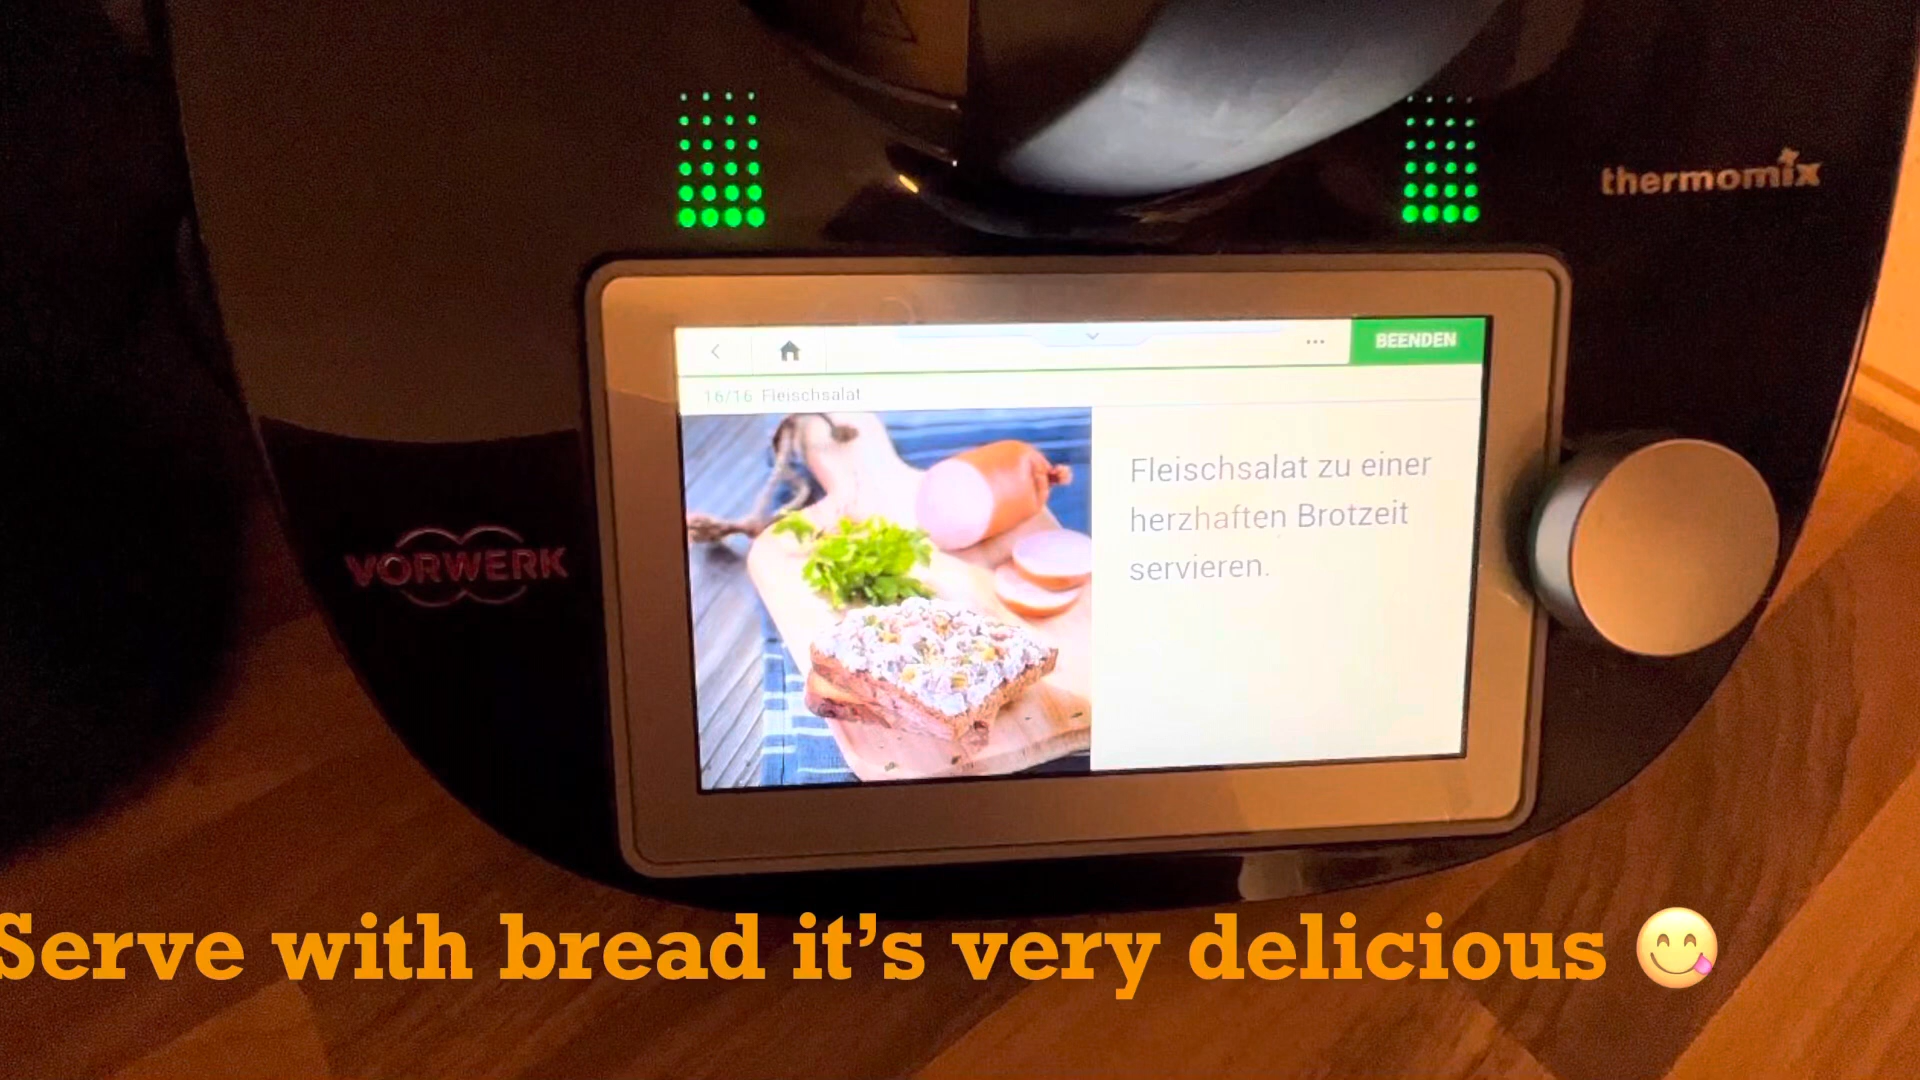 thermomix
VORWERK
BEENDEN
16/16 Fleischsalat
Fleischsalat zu einer
herzhaften Brotzeit
servieren.
Serve with bread it’s very delicious 😋